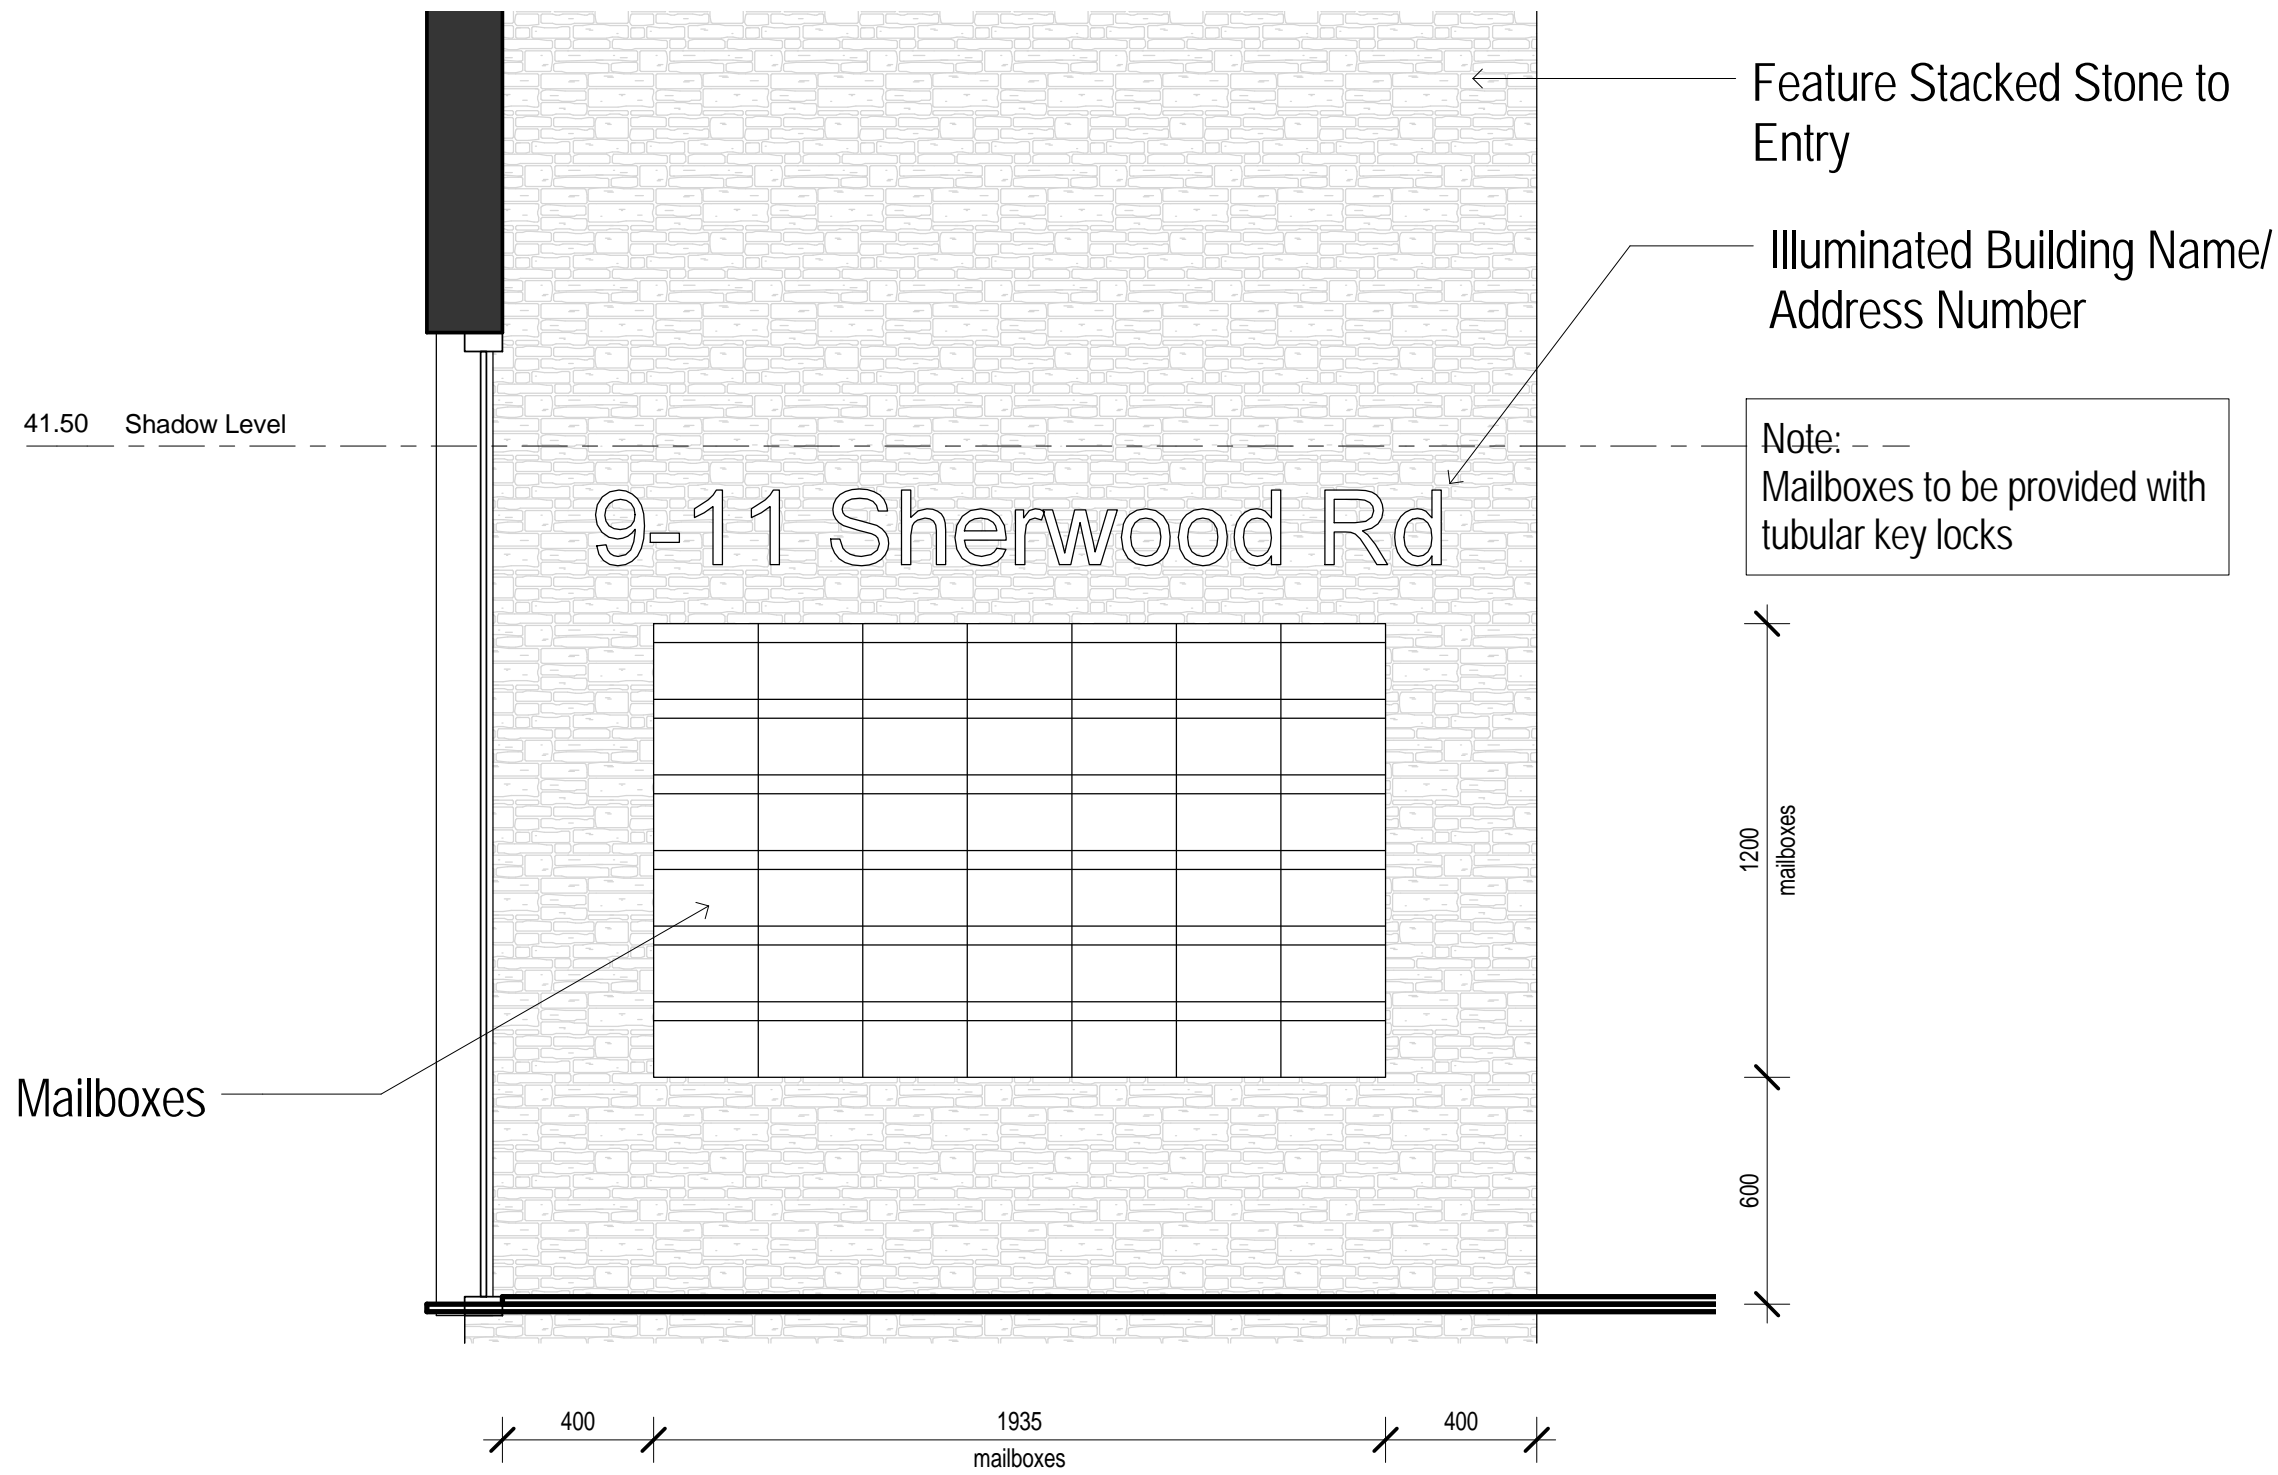 Feature Stacked Stone to
Entry
Illuminated Building Name/
Address Number
41.50 Shadow Level
Note:
Mailboxes to be provided with
tubular key locks
9-11 Sherwood Rd
1200
mailboxes
Mailboxes
600
400
1935
mailboxes
400